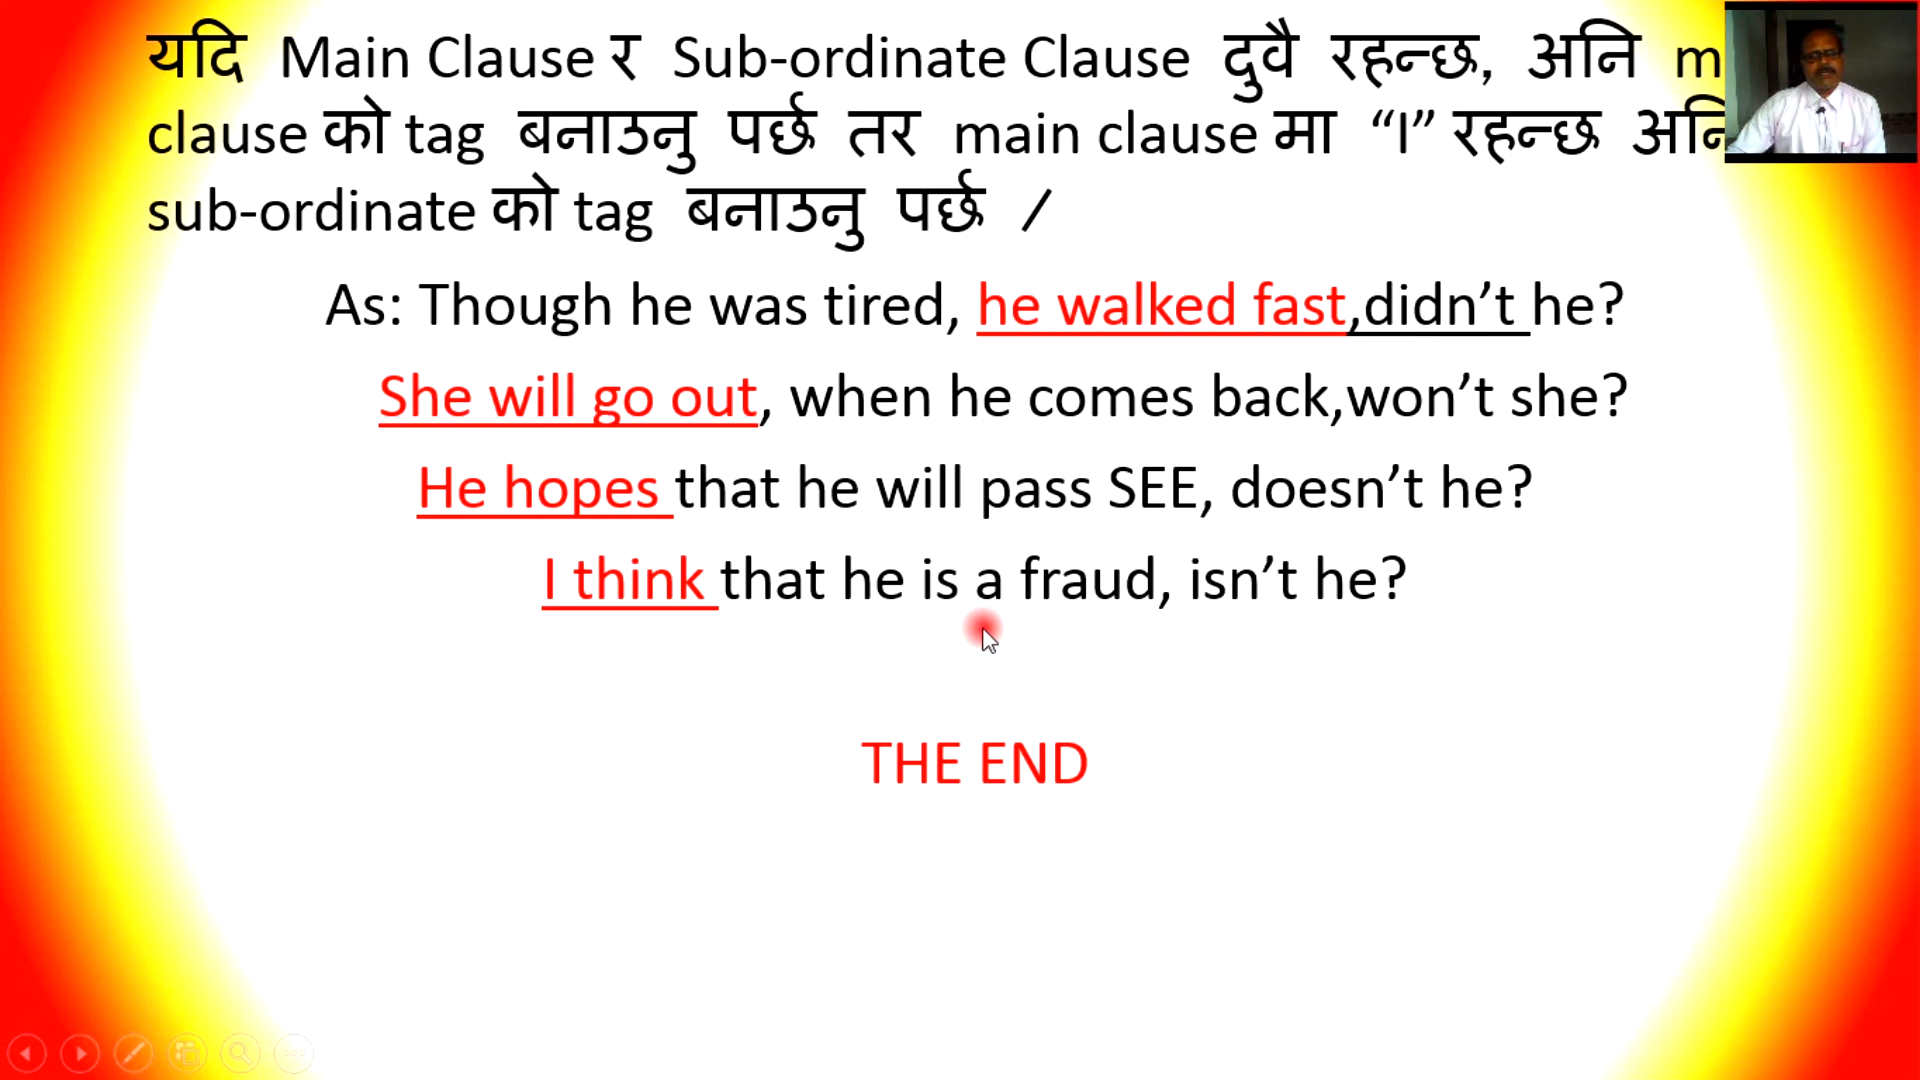 यदि Main Clause र Sub-ordinate Clause दुवै रहन्छ, अनि
clause को tag बनाउनु पर्छ तर main clause मा “I” रहन्छ अनि
sub-ordinate को tag बनाउनु पर्छ /
As: Though he was tired, he walked fast,didn’t he?
She will go out, when he comes back,won’t she?
He hopes that he will pass SEE, doesn’t he?
I think that he is a fraud, isn’t he?
THE END